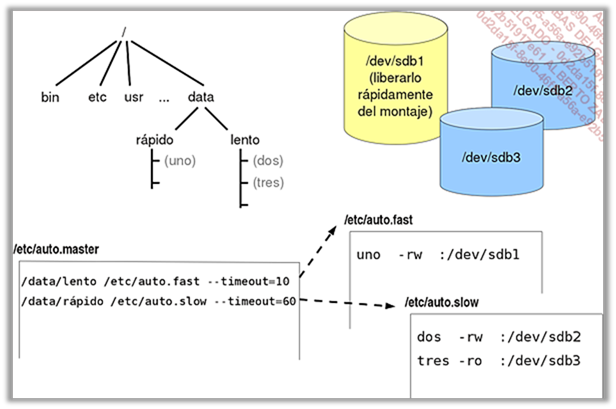 /
bin etc usr ... data
rápido lento
(uno) (dos)
(tres)
/dev/sdb1
(liberarlo
rápidamente
del montaje)
/dev/sdb2
/dev/sdb3
/etc/auto.master
/data/lento /etc/auto.fast --timeout=10
/data/rápido /etc/auto.slow --timeout=60
/etc/auto.fast
uno -rw :/dev/sdb1
/etc/auto.slow
dos -rw :/dev/sdb2
tres -ro :/dev/sdb3